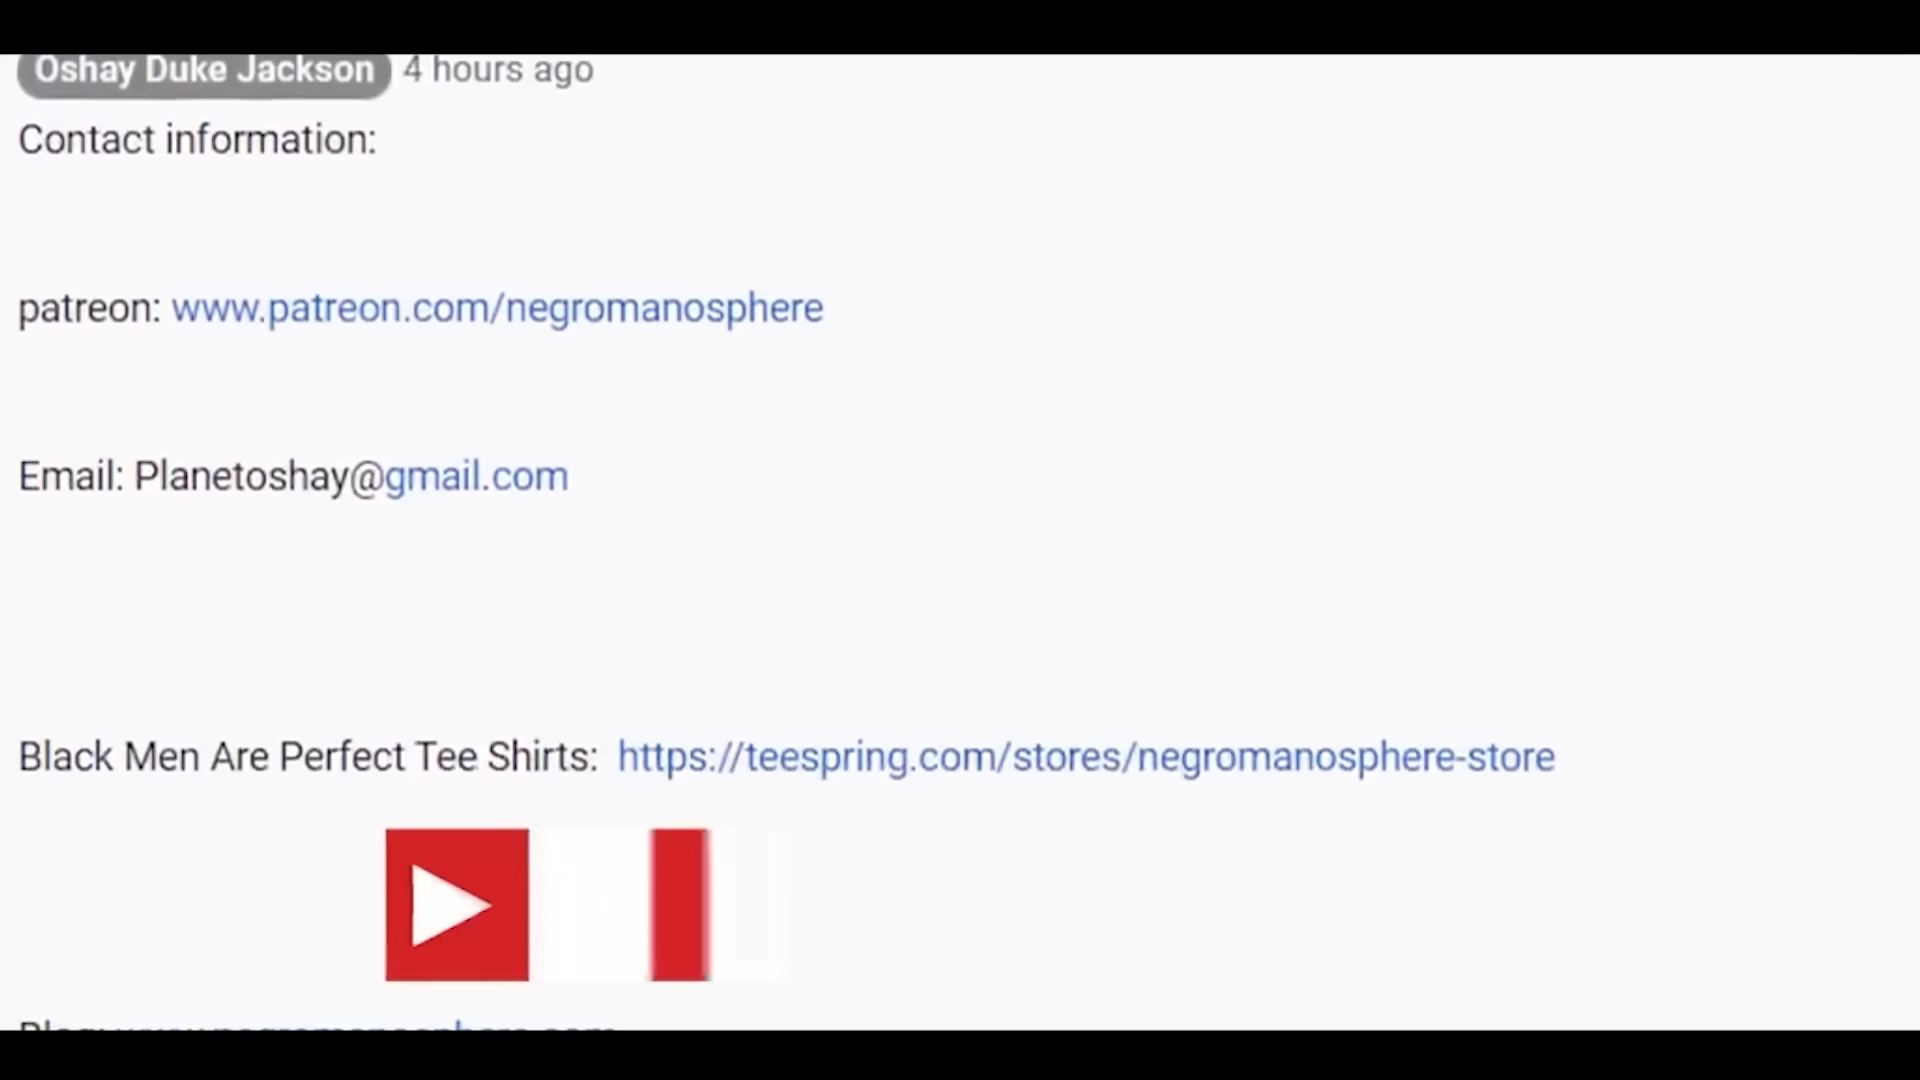 Oshay Duke Jackson 4 hours ago
Contact information:
patreon: www.patreon.com/negromanosphere
Email: Planetoshay@gmail.com
Black Men Are Perfect Tee Shirts: https://teespring.com/stores/negromanosphere-store